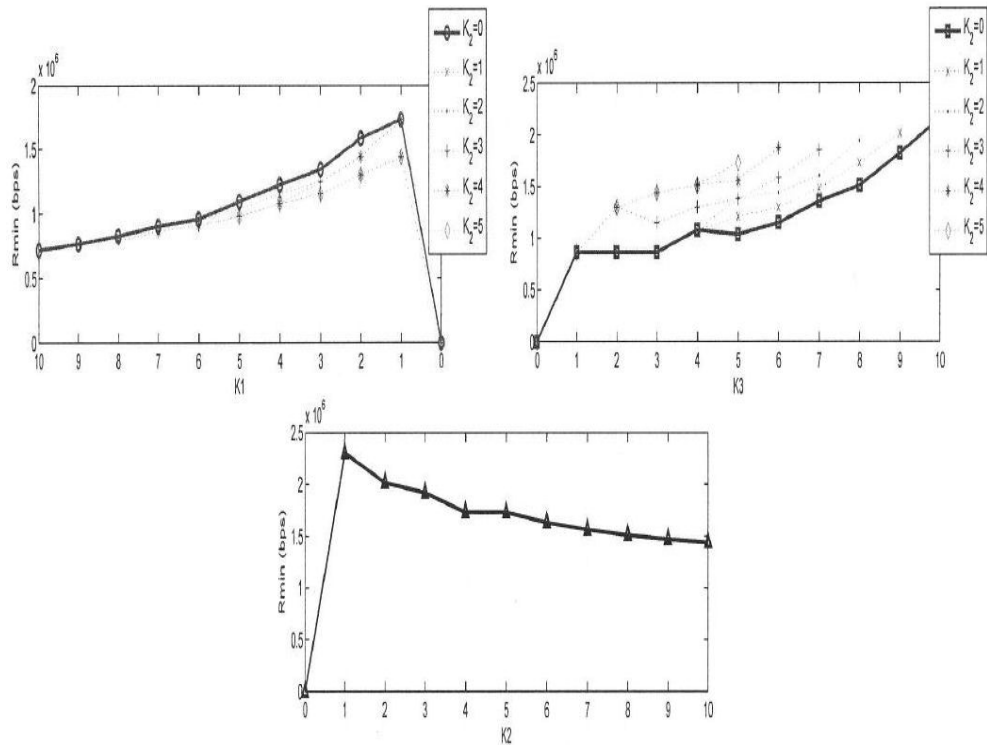 K2=0
K2=1
K2=2
K2=3
K2=4
K2=5
x 10^6
2
1.5
1
0.5
0
Rmin (bps)
10 9 8 7 6 5 4 3 2 1 0
K1
K2=0
K2=1
K2=2
K2=3
K2=4
K2=5
x 10^6
2.5
2
1.5
1
0.5
0
Rmin (bps)
0 1 2 3 4 5 6 7 8 9 10
K3
x 10^6
2.5
2
1.5
1
0.5
0
Rmin (bps)
0 1 2 3 4 5 6 7 8 9 10
K2